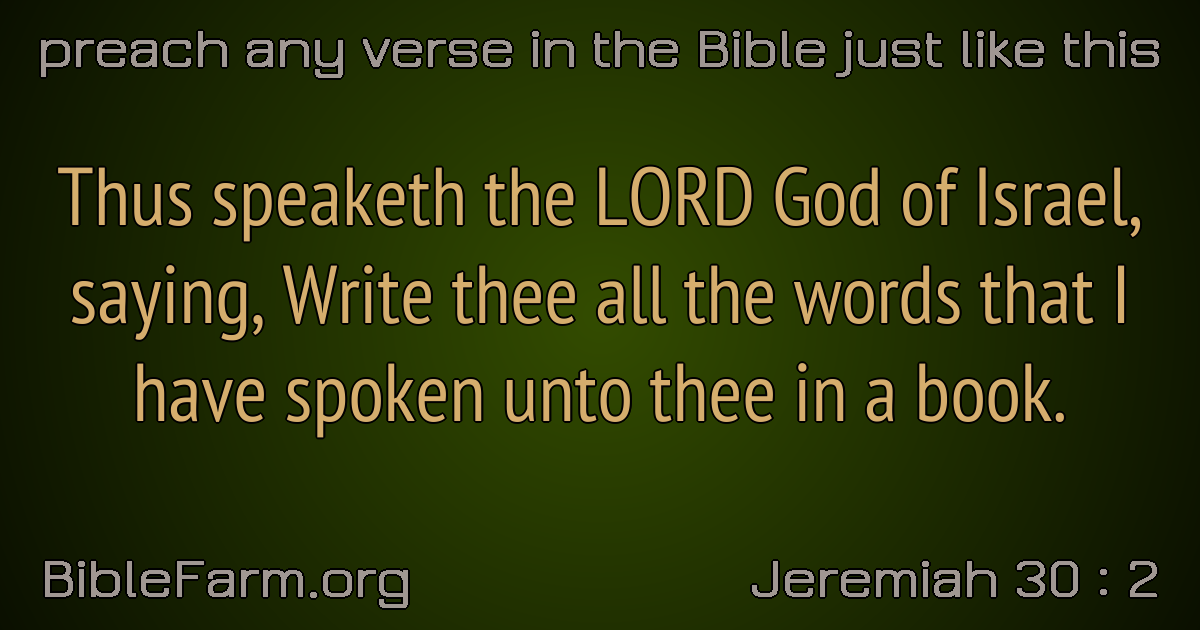 preach any verse in the Bible just like this
Thus speaketh the LORD God of Israel,
saying, Write thee all the words that I
have spoken unto thee in a book.
BibleFarm.org
Jeremiah 30 : 2